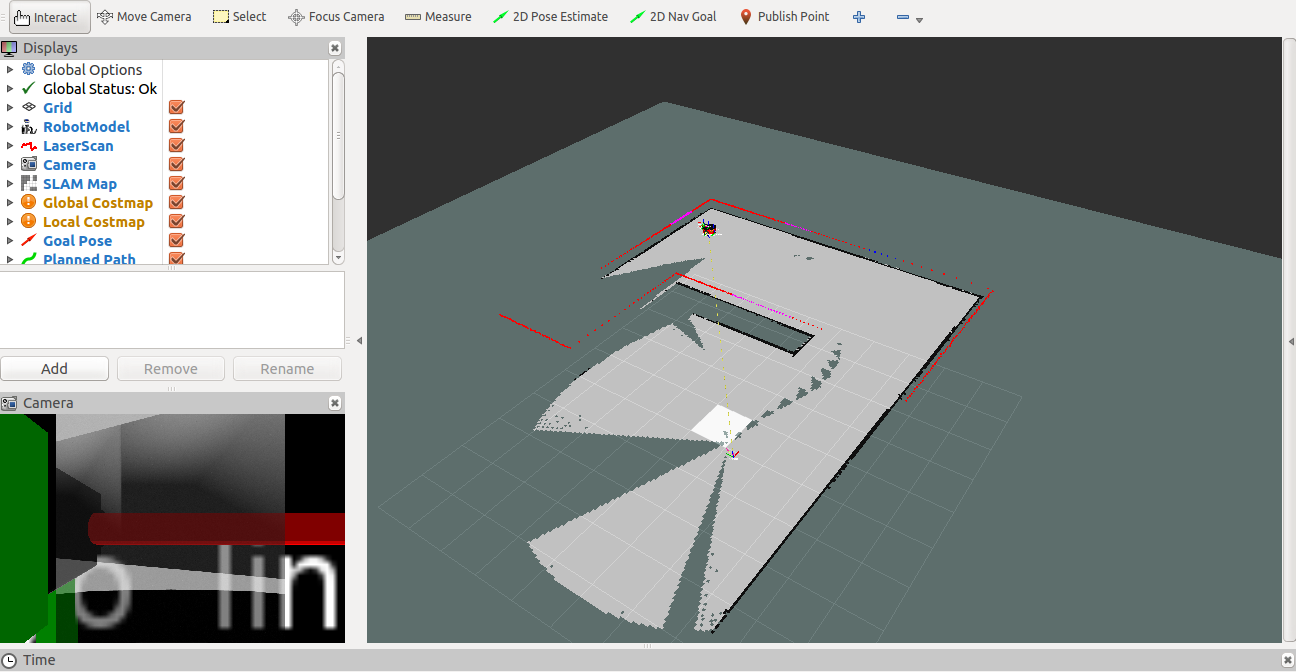 Interact Move Camera Select Focus Camera Measure 2D Pose Estimate 2D Nav Goal Publish Point
Displays
Global Options
Global Status: Ok
Grid
RobotModel
LaserScan
Camera
SLAM Map
Global Costmap
Local Costmap
Goal Pose
Planned Path
Add Remove Rename
Camera
o lin
Time